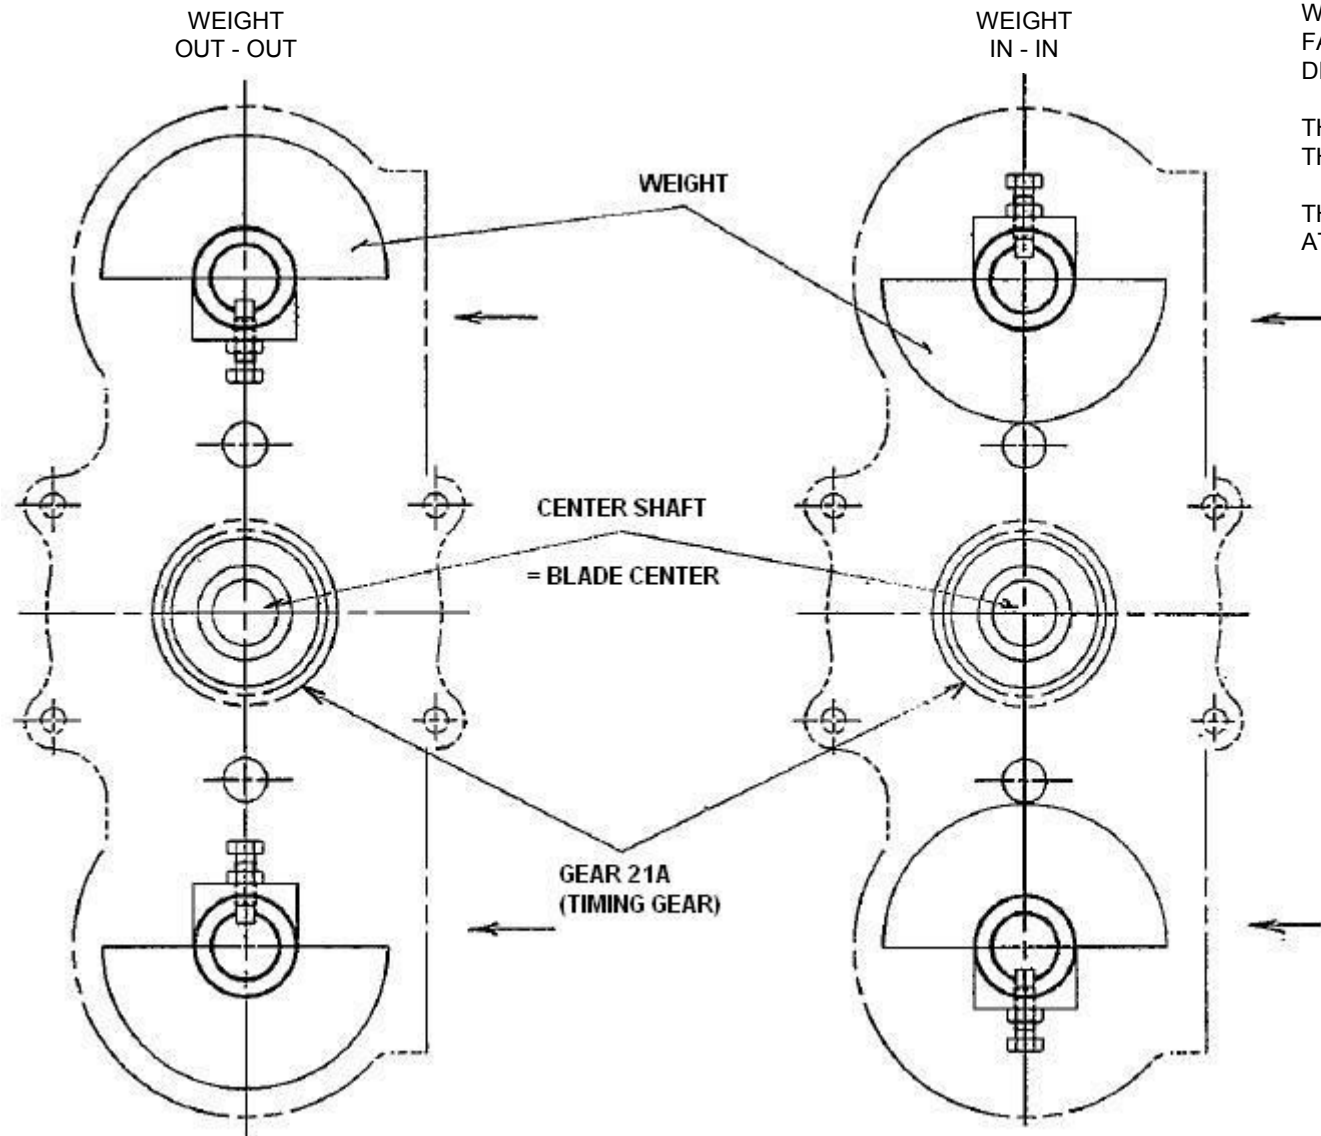 WEIGHT
OUT - OUT
WEIGHT
IN - IN
WEIGHT
CENTER SHAFT
= BLADE CENTER
GEAR 21A
(TIMING GEAR)